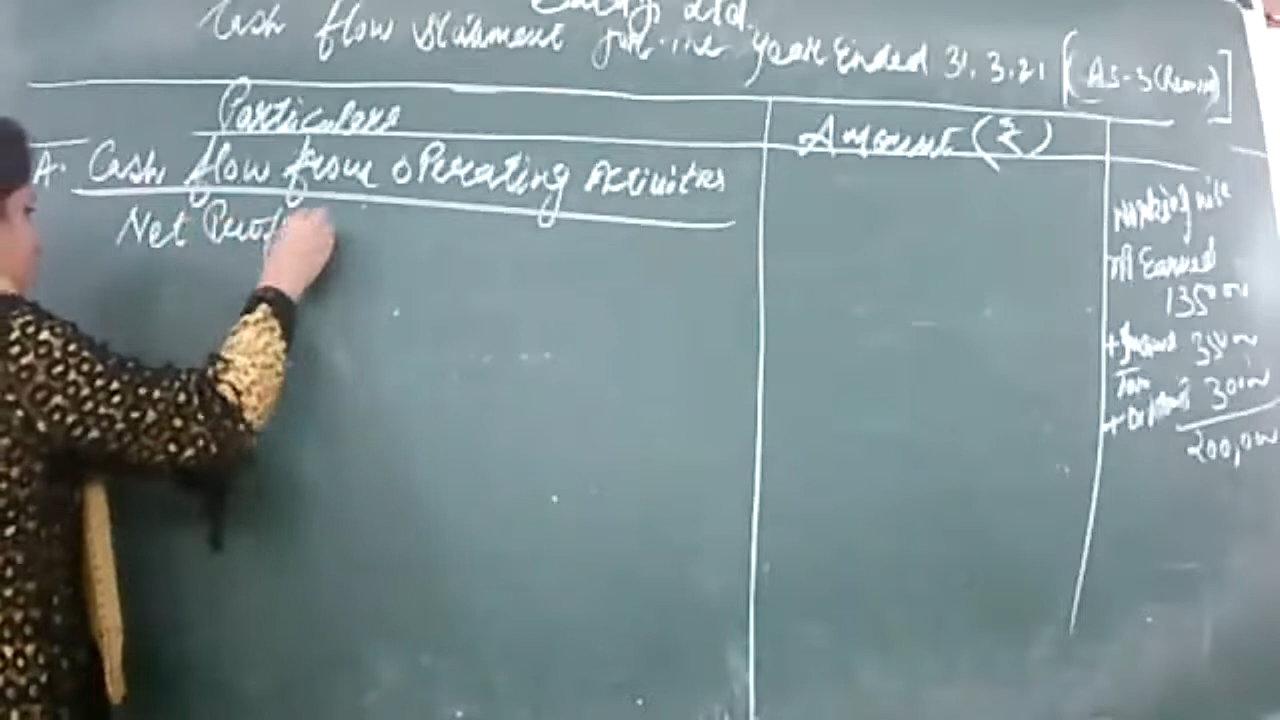 Ltd.
Cash flow statement for the year Ended 31.3.21 [AS-3 (Revised)]
Particulars
Amount (₹)
A. Cash flow from operating Activities
Net Prof
Working note
Earned
135000
+ 35000
Tax
+ 30000
200,000